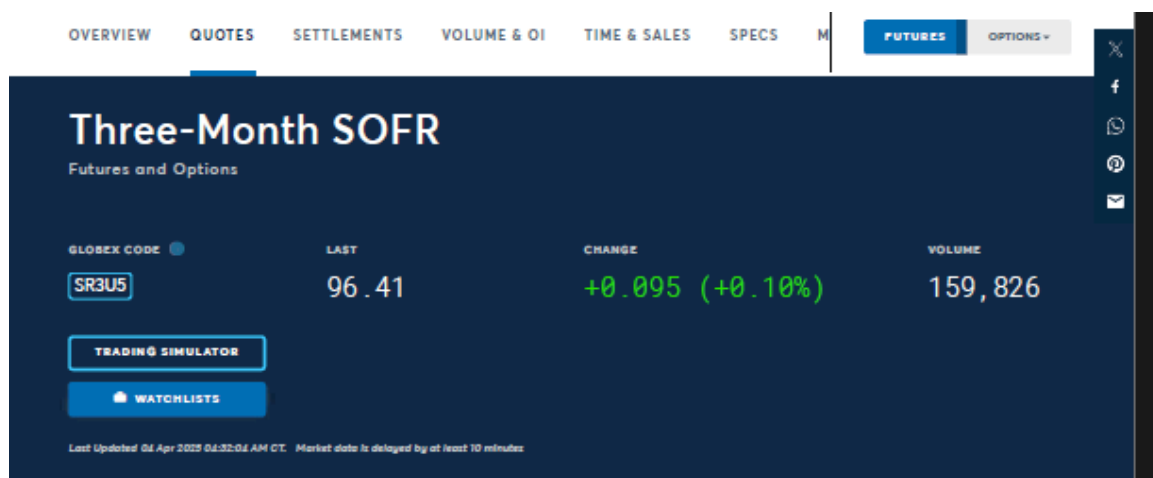 OVERVIEW QUOTES SETTLEMENTS VOLUME & OI TIME & SALES SPECS M FUTURES OPTIONS
Three-Month SOFR
Futures and Options
GLOBEX CODE LAST CHANGE VOLUME
SR3U5 96.41 +0.095 (+0.10%) 159,826
TRADING SIMULATOR
WATCHLISTS
Last Updated 04 Apr 2025 04:32:04 AM CT. Market data is delayed by at least 10 minutes